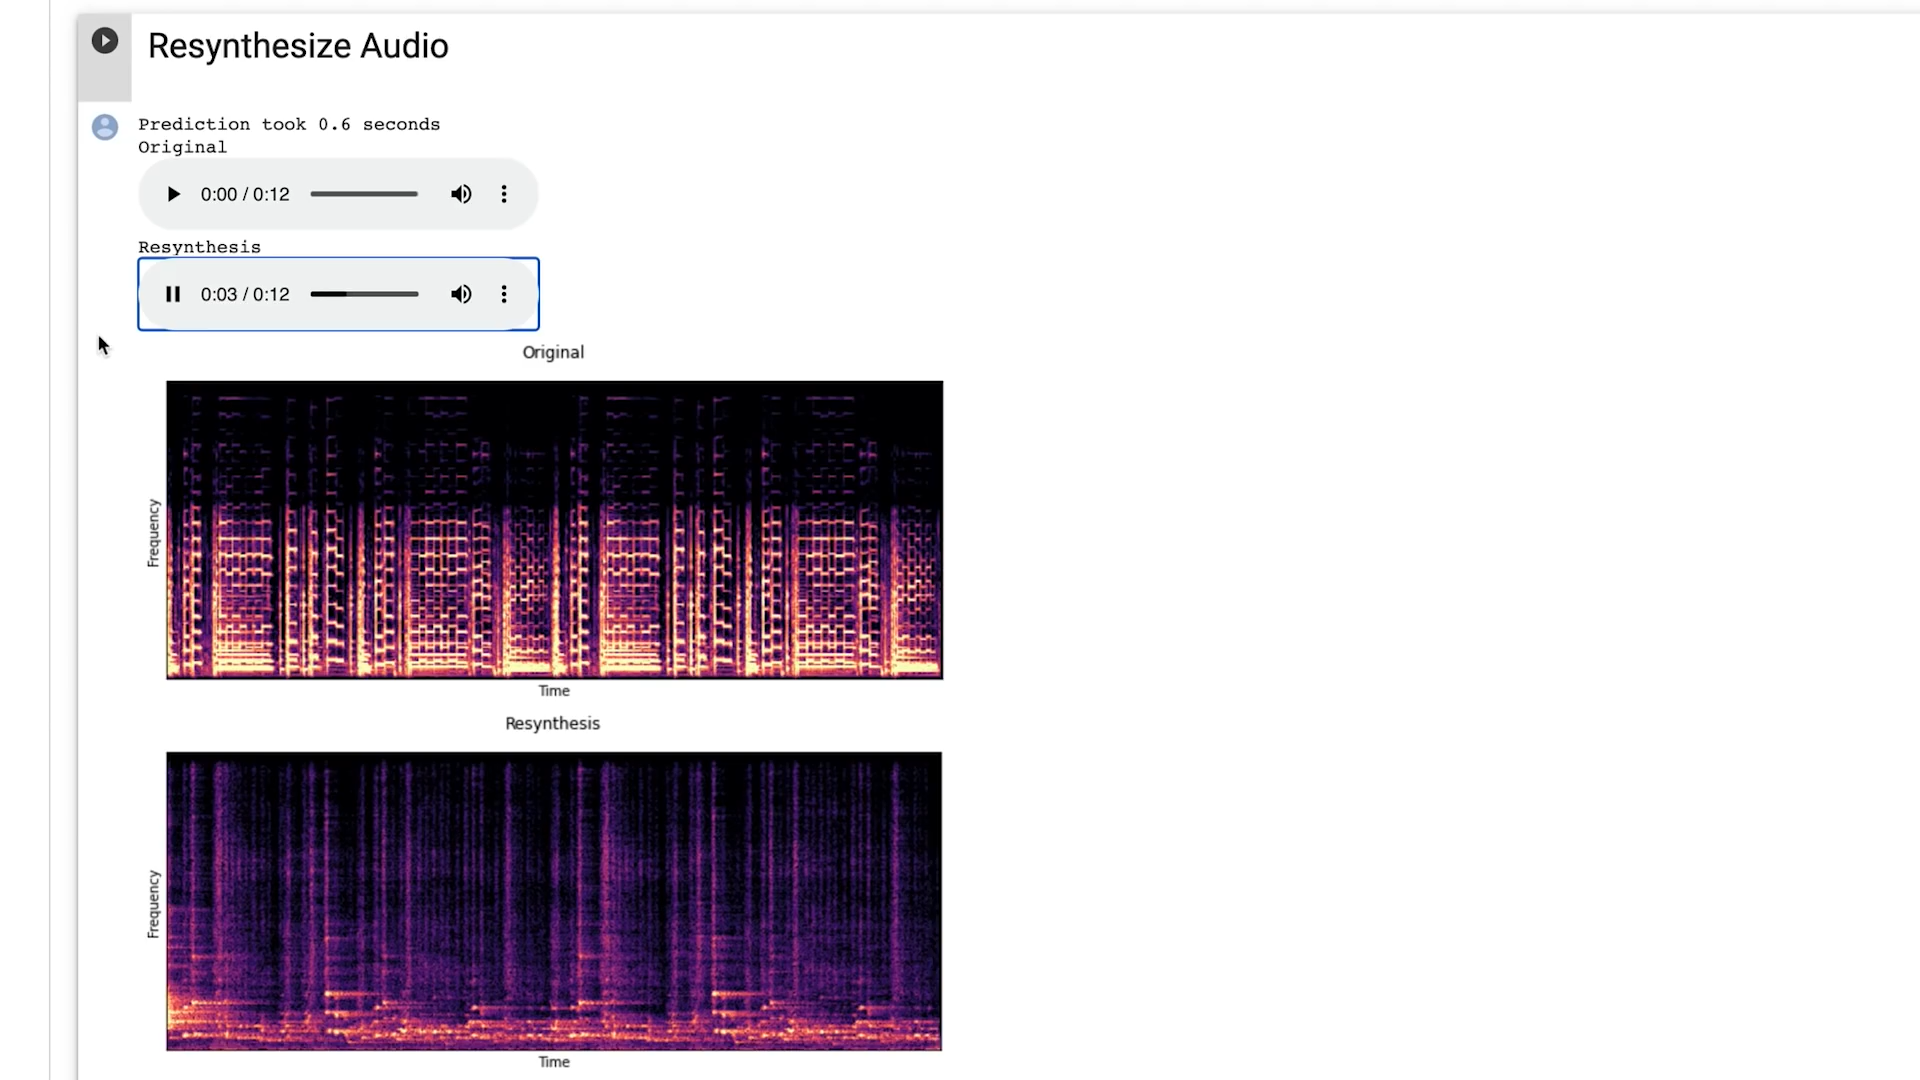 Resynthesize Audio
Prediction took 0.6 seconds
Original
0:00 / 0:12
Resynthesis
0:03 / 0:12
Original
Frequency
Time
Resynthesis
Frequency
Time